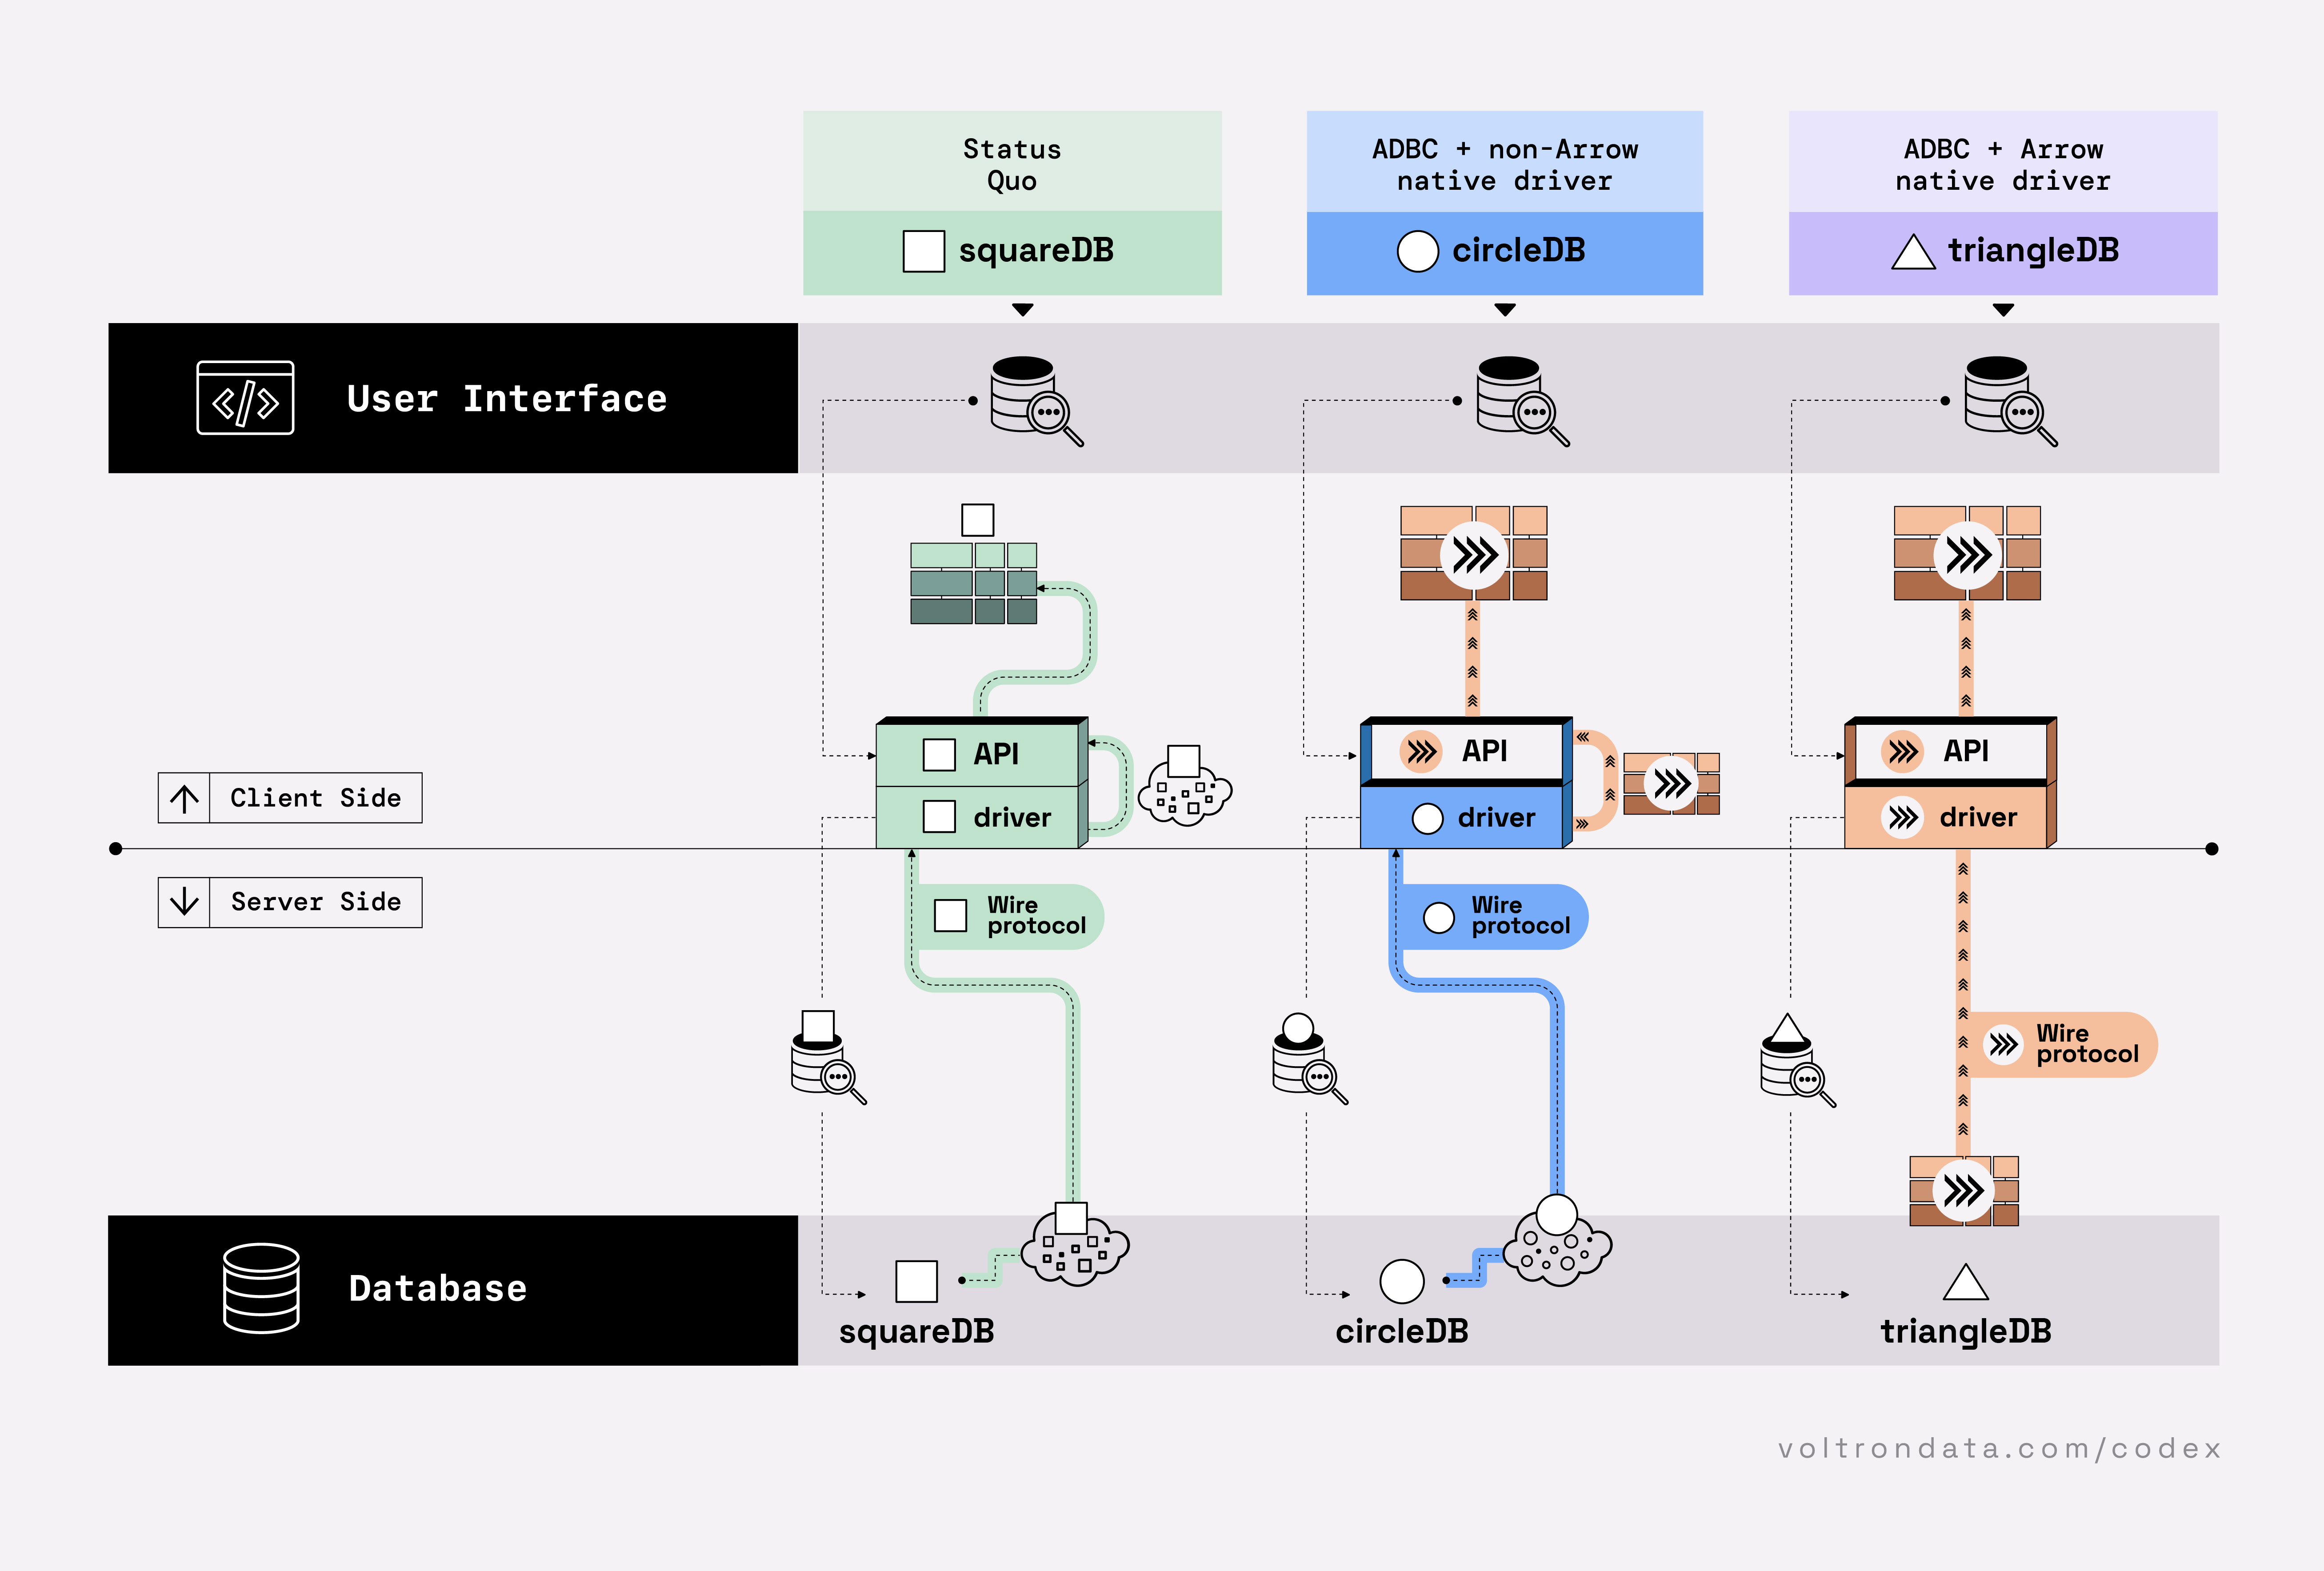 Status
Quo
squareDB
ADBC + non-Arrow
native driver
circleDB
ADBC + Arrow
native driver
triangleDB
User Interface
API
driver
API
driver
API
driver
Client Side
Server Side
Wire
protocol
Wire
protocol
Wire
protocol
Database
squareDB
circleDB
triangleDB
voltrondata.com/codex